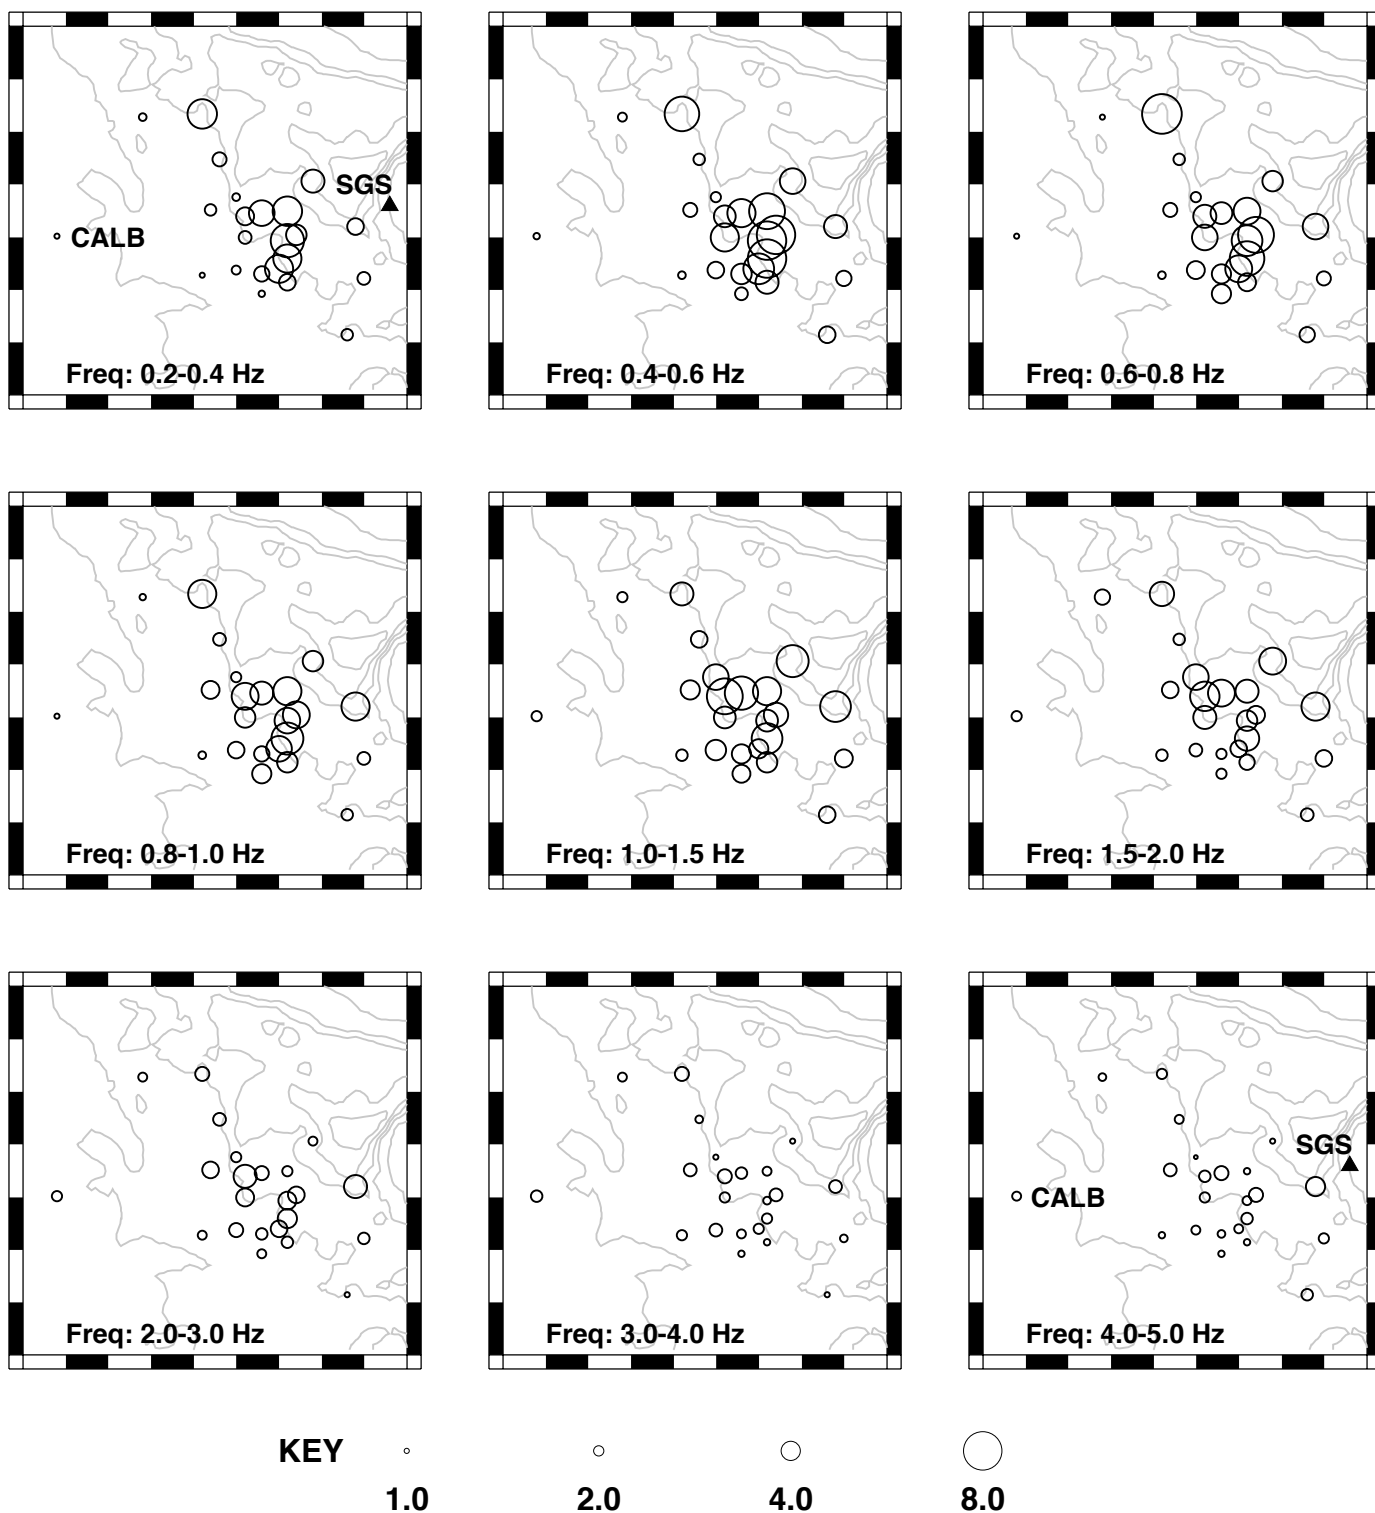 SGS
CALB
Freq: 0.2-0.4 Hz
Freq: 0.4-0.6 Hz
Freq: 0.6-0.8 Hz
Freq: 0.8-1.0 Hz
Freq: 1.0-1.5 Hz
Freq: 1.5-2.0 Hz
SGS
CALB
Freq: 2.0-3.0 Hz
Freq: 3.0-4.0 Hz
Freq: 4.0-5.0 Hz
KEY
1.0 2.0 4.0 8.0